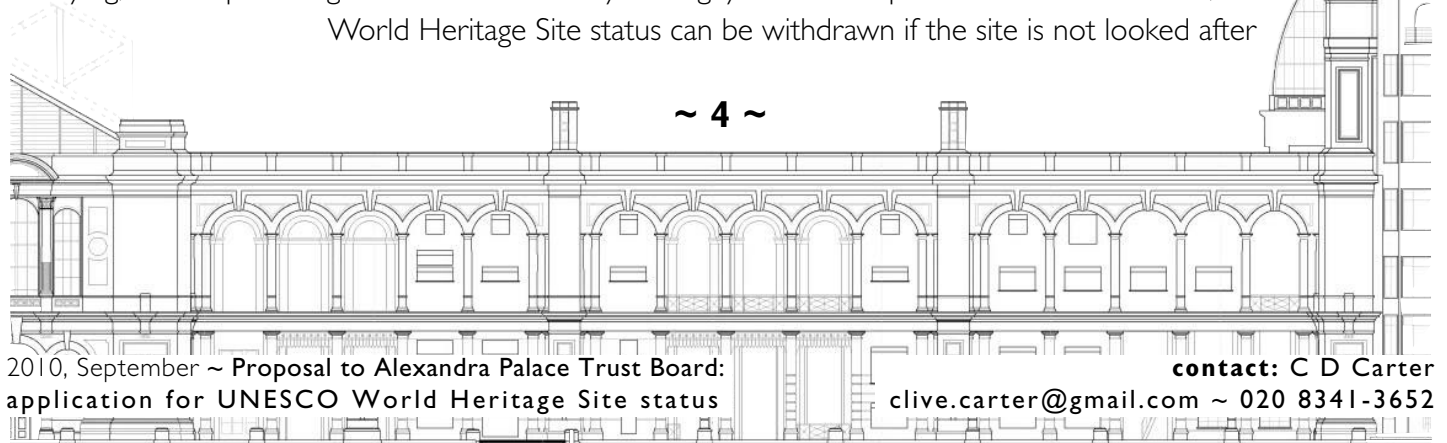 World Heritage Site status can be withdrawn if the site is not looked after
~ 4 ~
2010, September ~ Proposal to Alexandra Palace Trust Board:
application for UNESCO World Heritage Site status
contact: C D Carter
clive.carter@gmail.com ~ 020 8341-3652